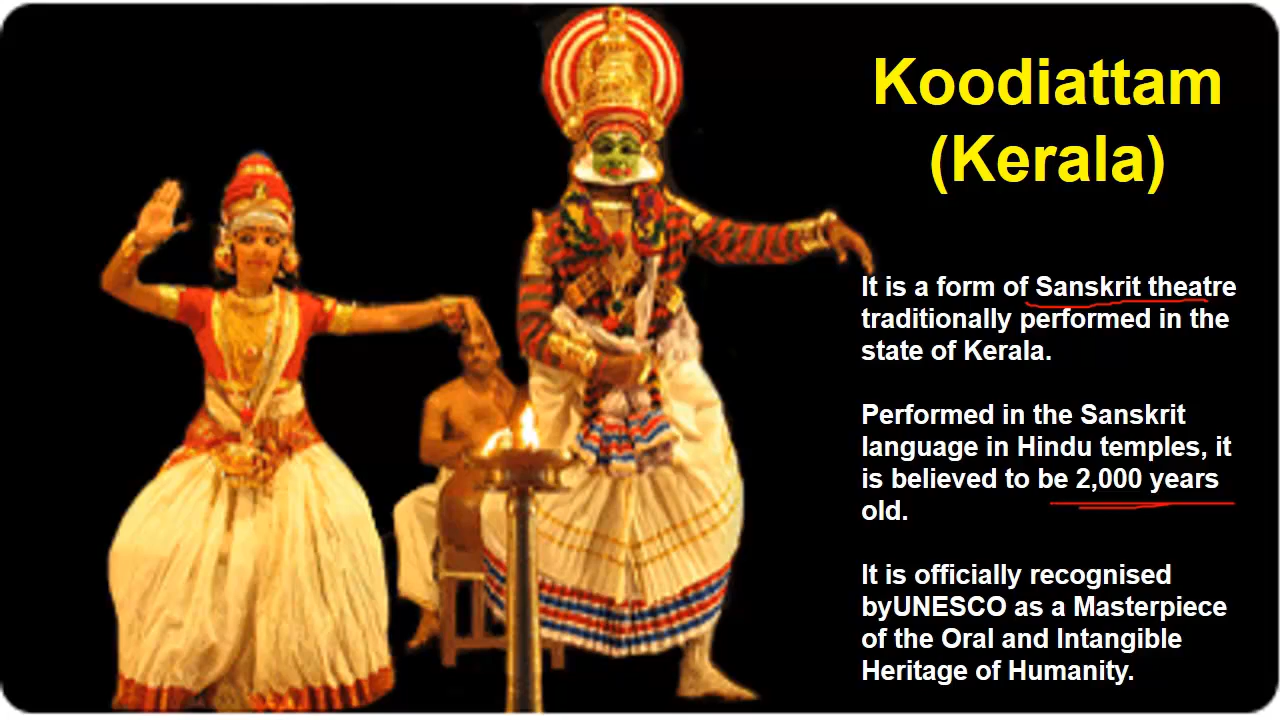 Koodiattam
(Kerala)
It is a form of Sanskrit theatre
traditionally performed in the
state of Kerala.
Performed in the Sanskrit
language in Hindu temples, it
is believed to be 2,000 years
old.
It is officially recognised
byUNESCO as a Masterpiece
of the Oral and Intangible
Heritage of Humanity.